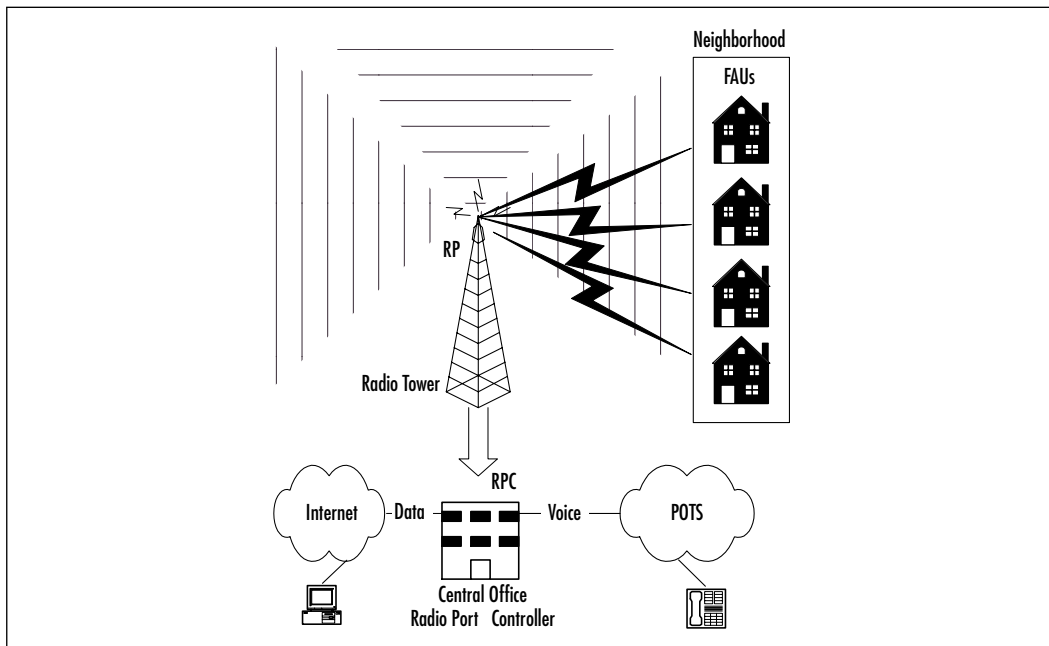 Neighborhood
FAUs
RP
Radio Tower
RPC
Internet
Data
Voice
POTS
Central Office
Radio Port Controller